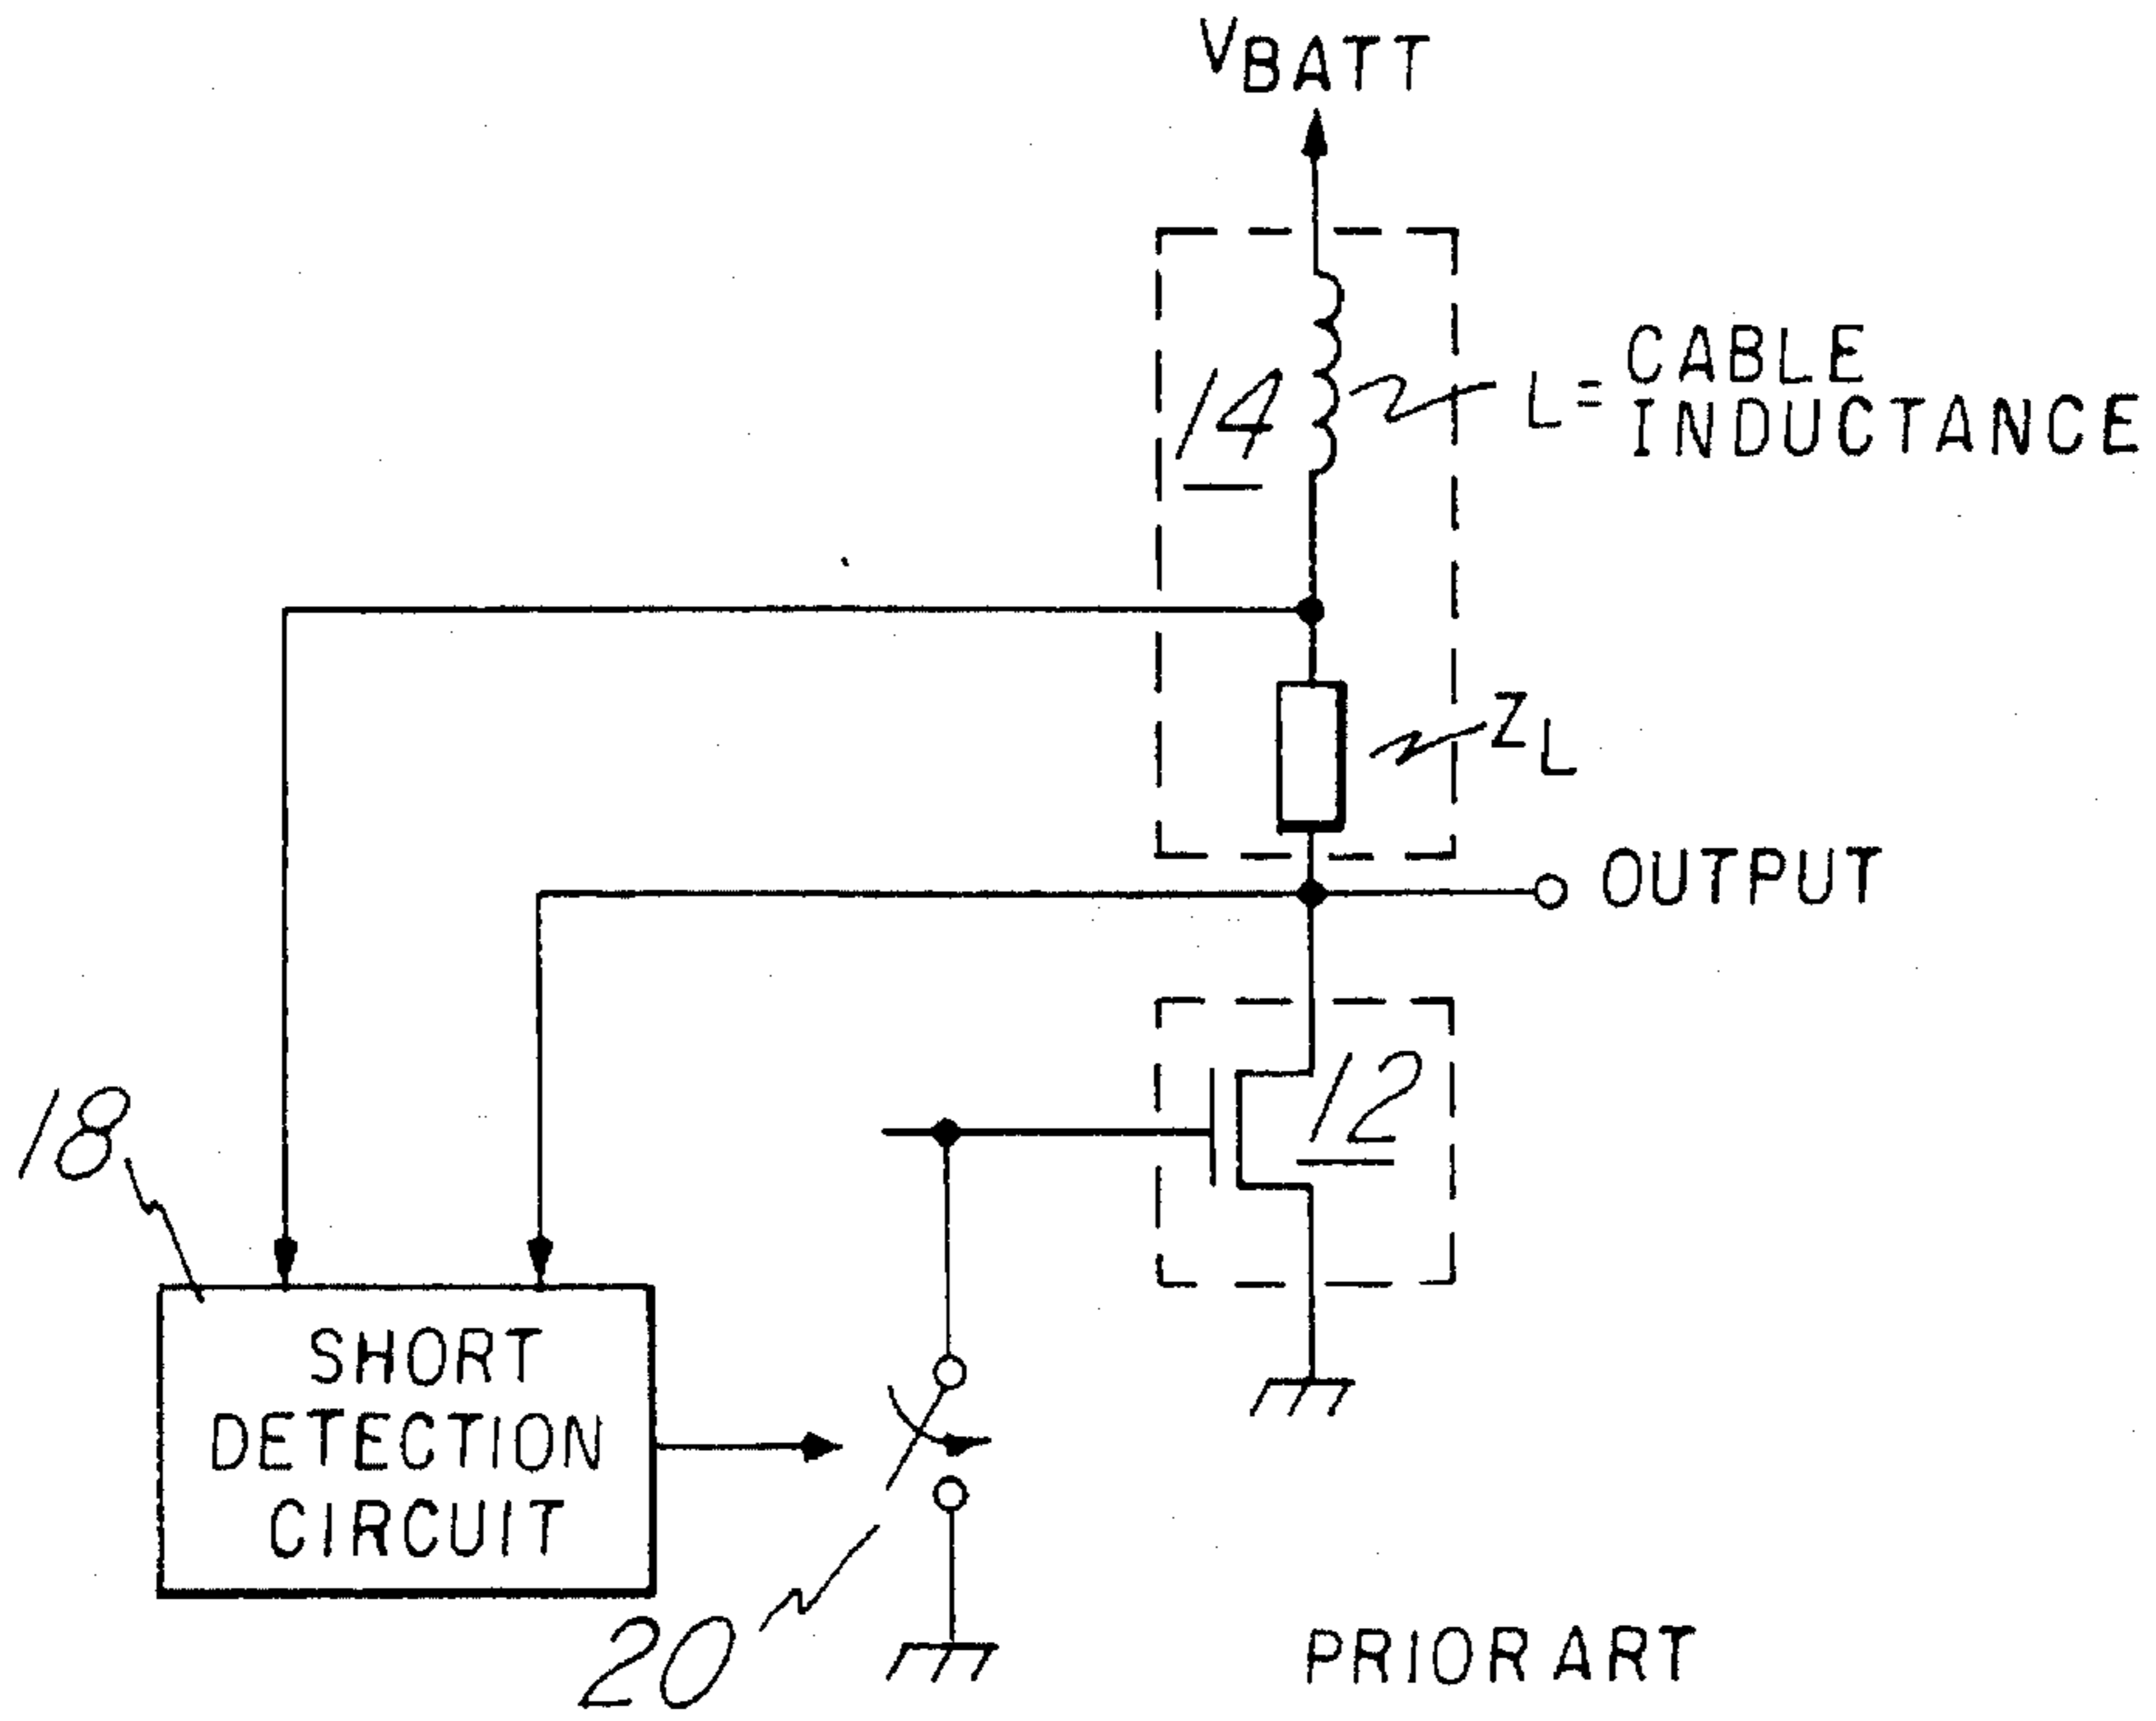 VBATT
14
L= CABLE
INDUCTANCE
ZL
OUTPUT
12
18
SHORT
DETECTION
CIRCUIT
20
PRIOR ART